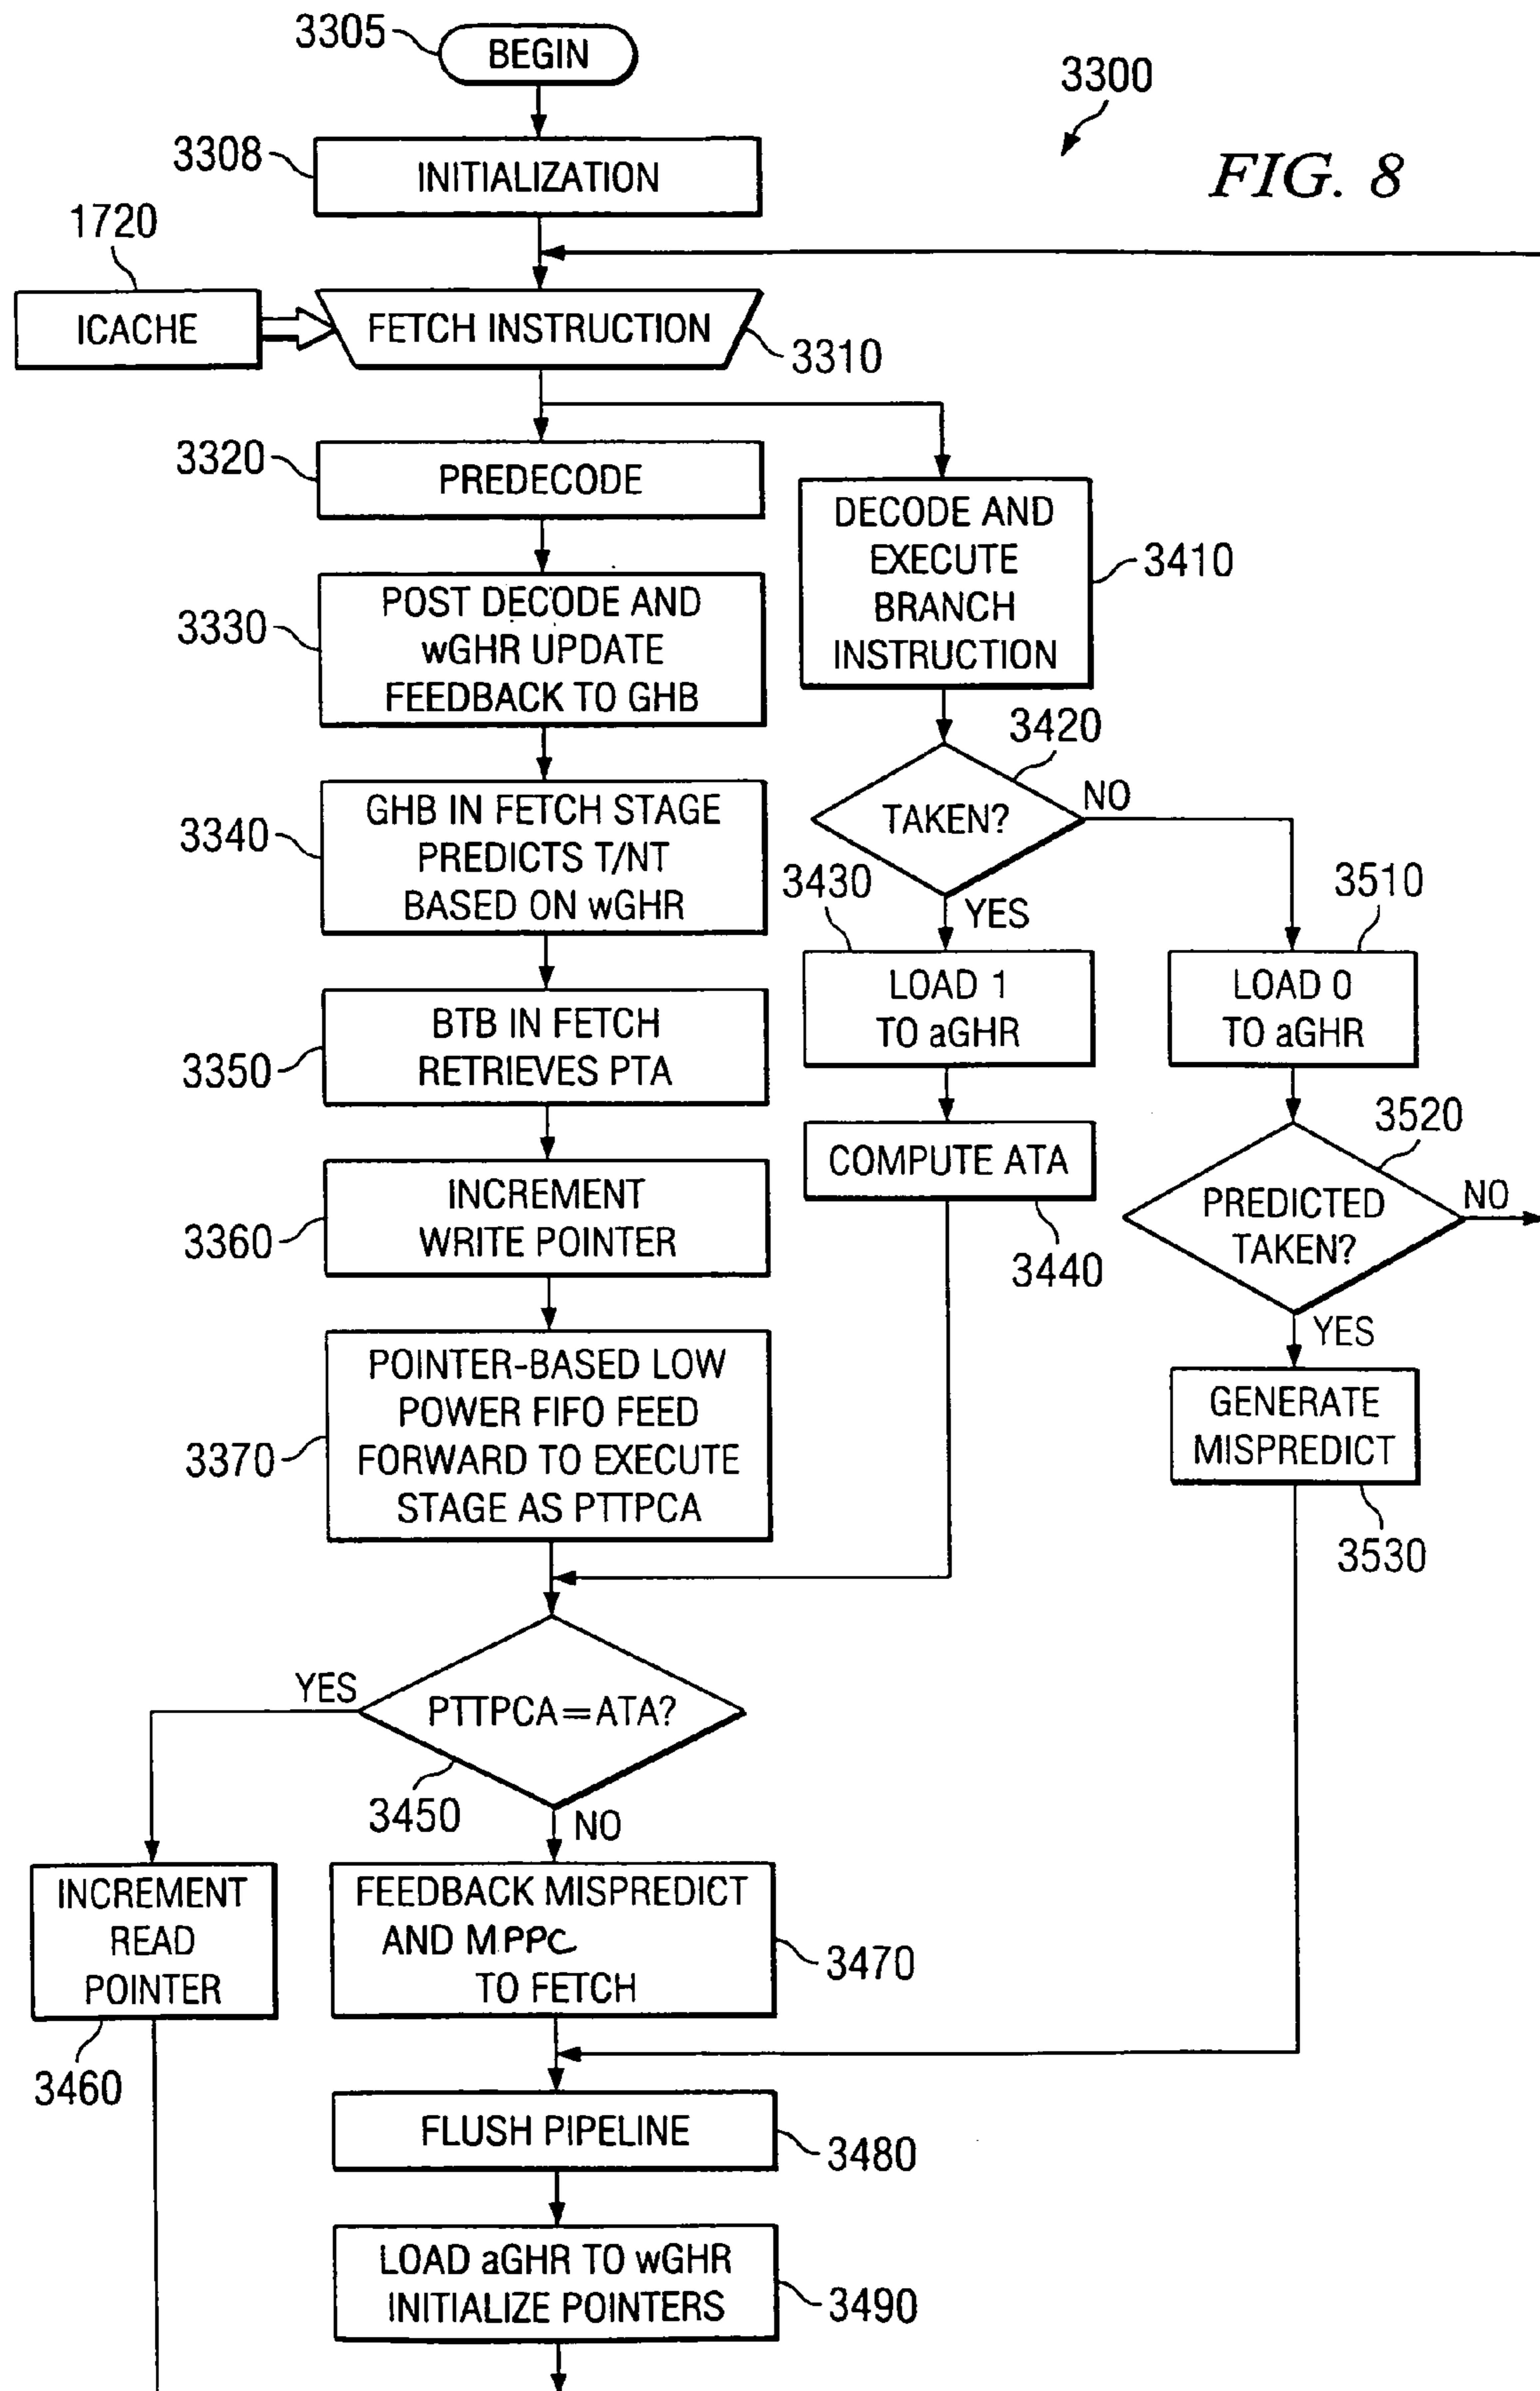 3305
BEGIN
3300
3308
INITIALIZATION
FIG. 8
1720
ICACHE
FETCH INSTRUCTION
3310
3320
PREDECODE
DECODE AND
EXECUTE
BRANCH
INSTRUCTION
3410
3330
POST DECODE AND
wGHR UPDATE
FEEDBACK TO GHB
3420
TAKEN?
NO
3340
GHB IN FETCH STAGE
PREDICTS T/NT
BASED ON wGHR
YES
3430
LOAD 1
TO aGHR
3510
LOAD 0
TO aGHR
3350
BTB IN FETCH
RETRIEVES PTA
COMPUTE ATA
3440
3520
PREDICTED
TAKEN?
NO
YES
3360
INCREMENT
WRITE POINTER
3370
POINTER-BASED LOW
POWER FIFO FEED
FORWARD TO EXECUTE
STAGE AS PTTPCA
GENERATE
MISPREDICT
3530
YES
PTTPCA=ATA?
3450
NO
INCREMENT
READ
POINTER
3460
FEEDBACK MISPREDICT
AND MPPC
TO FETCH
3470
FLUSH PIPELINE
3480
LOAD aGHR TO wGHR
INITIALIZE POINTERS
3490